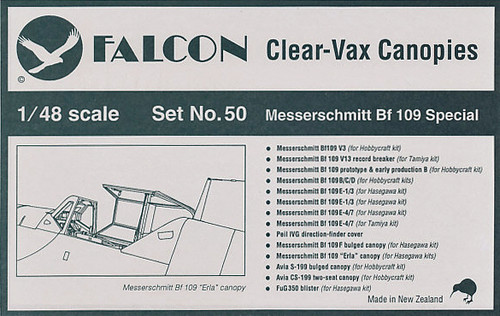 FALCON Clear-Vax Canopies
©
1/48 scale Set No. 50 Messerschmitt Bf 109 Special
• Messerschmitt Bf109 V3 (for Hobbycraft kit)
• Messerschmitt Bf 109 V13 record breaker (for Tamiya kit)
• Messerschmitt Bf 109 prototype & early production B (for Hobbycraft kit)
• Messerschmitt Bf 109B/C/D (for Hobbycraft kit)
• Messerschmitt Bf 109E-1/3 (for Hasegawa kit)
• Messerschmitt Bf 109E-1/3 (for Tamiya kit)
• Messerschmitt Bf 109E-4/7 (for Hasegawa kit)
• Messerschmitt Bf 109E-4/7 (for Tamiya kit)
• Peil IVG direction-finder cover
• Messerschmitt Bf 109F bulged canopy (for Hasegawa kit)
• Messerschmitt Bf 109 "Erla" canopy (for Hasegawa kits)
• Avia S-199 bulged canopy (for Hobbycraft kit)
• Avia CS-199 two-seat canopy (for Hobbycraft kit)
• FuG350 blister (for Hasegawa kit)
Messerschmitt Bf 109 "Erla" canopy
Made in New Zealand